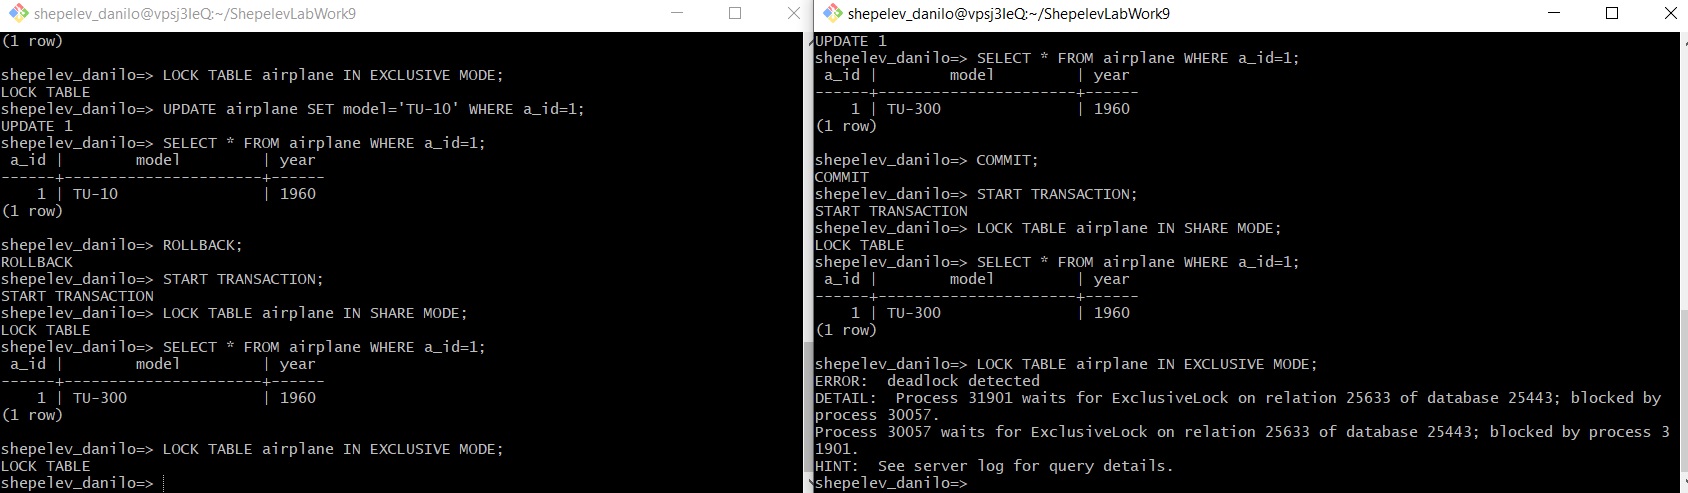 shepelev_danilo@vpsj3IeQ:~/ShepelevLabWork9
(1 row)
shepelev_danilo=> LOCK TABLE airplane IN EXCLUSIVE MODE;
LOCK TABLE
shepelev_danilo=> UPDATE airplane SET model='TU-10' WHERE a_id=1;
UPDATE 1
shepelev_danilo=> SELECT * FROM airplane WHERE a_id=1;
 a_id |        model         | year
------+----------------------+------
    1 | TU-10                | 1960
(1 row)
shepelev_danilo=> ROLLBACK;
ROLLBACK
shepelev_danilo=> START TRANSACTION;
START TRANSACTION
shepelev_danilo=> LOCK TABLE airplane IN SHARE MODE;
LOCK TABLE
shepelev_danilo=> SELECT * FROM airplane WHERE a_id=1;
 a_id |        model         | year
------+----------------------+------
    1 | TU-300               | 1960
(1 row)
shepelev_danilo=> LOCK TABLE airplane IN EXCLUSIVE MODE;
LOCK TABLE
shepelev_danilo=>
shepelev_danilo@vpsj3IeQ:~/ShepelevLabWork9
UPDATE 1
shepelev_danilo=> SELECT * FROM airplane WHERE a_id=1;
 a_id |        model         | year
------+----------------------+------
    1 | TU-300               | 1960
(1 row)
shepelev_danilo=> COMMIT;
COMMIT
shepelev_danilo=> START TRANSACTION;
START TRANSACTION
shepelev_danilo=> LOCK TABLE airplane IN SHARE MODE;
LOCK TABLE
shepelev_danilo=> SELECT * FROM airplane WHERE a_id=1;
 a_id |        model         | year
------+----------------------+------
    1 | TU-300               | 1960
(1 row)
shepelev_danilo=> LOCK TABLE airplane IN EXCLUSIVE MODE;
ERROR:  deadlock detected
DETAIL:  Process 31901 waits for ExclusiveLock on relation 25633 of database 25443; blocked by
process 30057.
Process 30057 waits for ExclusiveLock on relation 25633 of database 25443; blocked by process 3
1901.
HINT:  See server log for query details.
shepelev_danilo=>